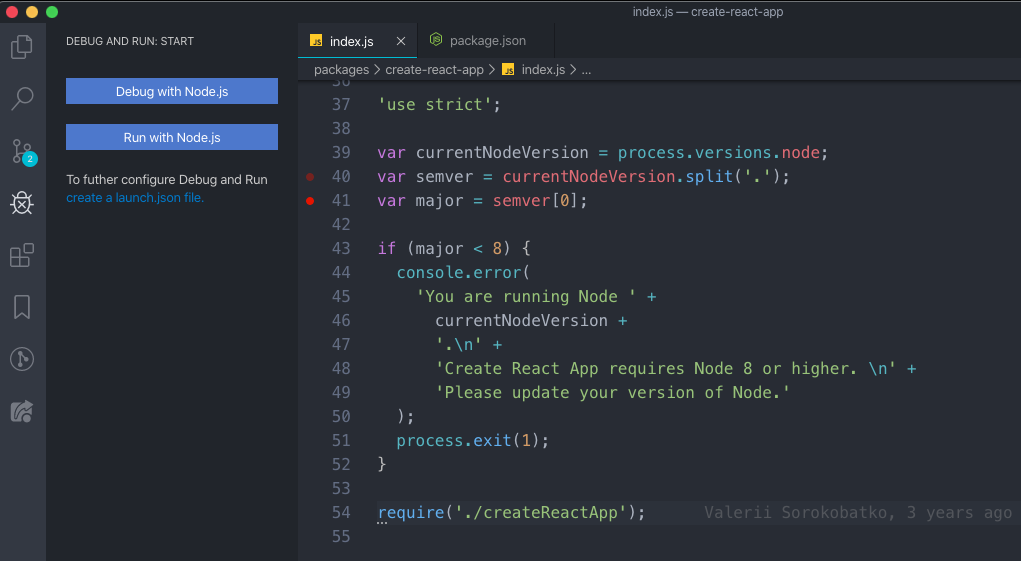 index.js — create-react-app
DEBUG AND RUN: START
Debug with Node.js
Run with Node.js
To futher configure Debug and Run
create a launch.json file.
2
JS index.js ×
JS package.json
packages > create-react-app > JS index.js > ...
36
37 'use strict';
38
39 var currentNodeVersion = process.versions.node;
40 var semver = currentNodeVersion.split('.');
41 var major = semver[0];
42
43 if (major < 8) {
44 console.error(
45 'You are running Node ' +
46 currentNodeVersion +
47 '.\n' +
48 'Create React App requires Node 8 or higher. \n' +
49 'Please update your version of Node.'
50 );
51 process.exit(1);
52 }
53
54 require('./createReactApp'); Valerii Sorokobatko, 3 years ago
55